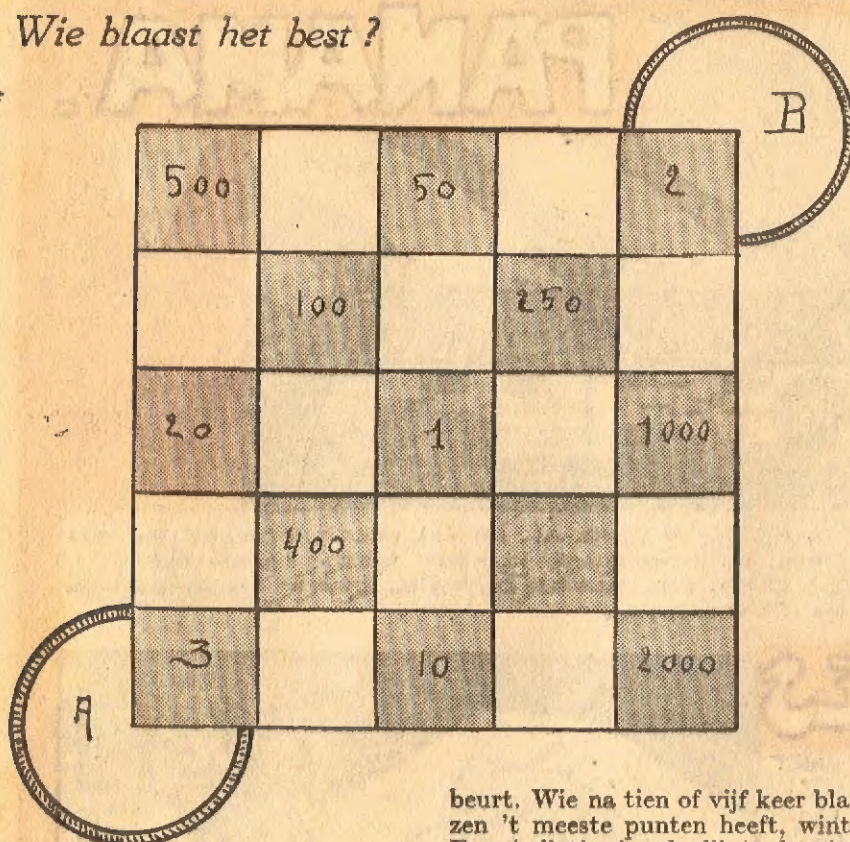 Wie blaast het best ?
B
500 50 2
100 250
20 1 1000
400
3 10 2000
A
beurt. Wie na tien of vijf keer bla
zen 't meeste punten heeft, wint